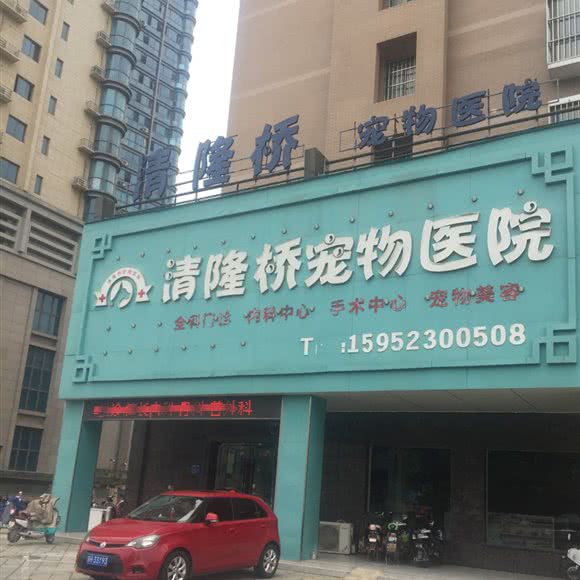 清隆桥 宠物医院
清隆桥宠物医院
全科门诊 内科中心 手术中心 宠物美容
T :15952300508